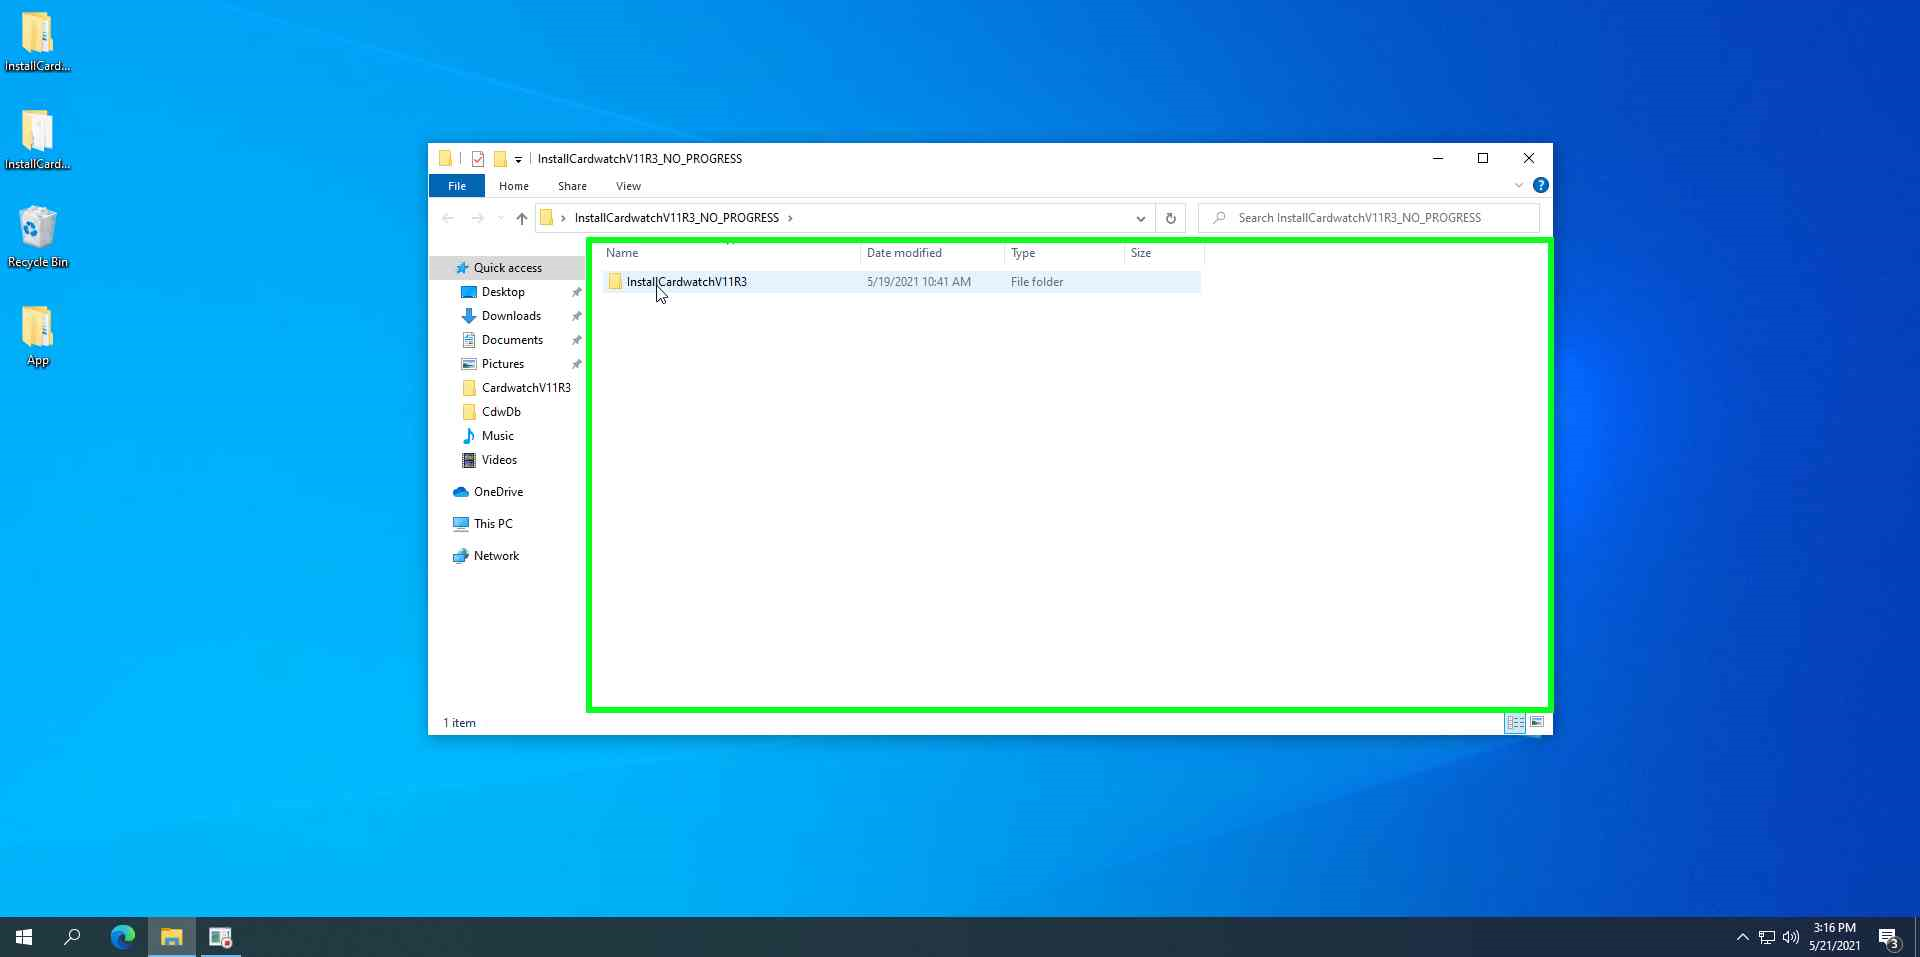 InstallCard...
InstallCard...
Recycle Bin
App
InstallCardwatchV11R3_NO_PROGRESS
File Home Share View
InstallCardwatchV11R3_NO_PROGRESS
Search InstallCardwatchV11R3_NO_PROGRESS
Quick access
Desktop
Downloads
Documents
Pictures
CardwatchV11R3
CdwDb
Music
Videos
OneDrive
This PC
Network
Name Date modified Type Size
InstallCardwatchV11R3 5/19/2021 10:41 AM File folder
1 item
3:16 PM
5/21/2021
3